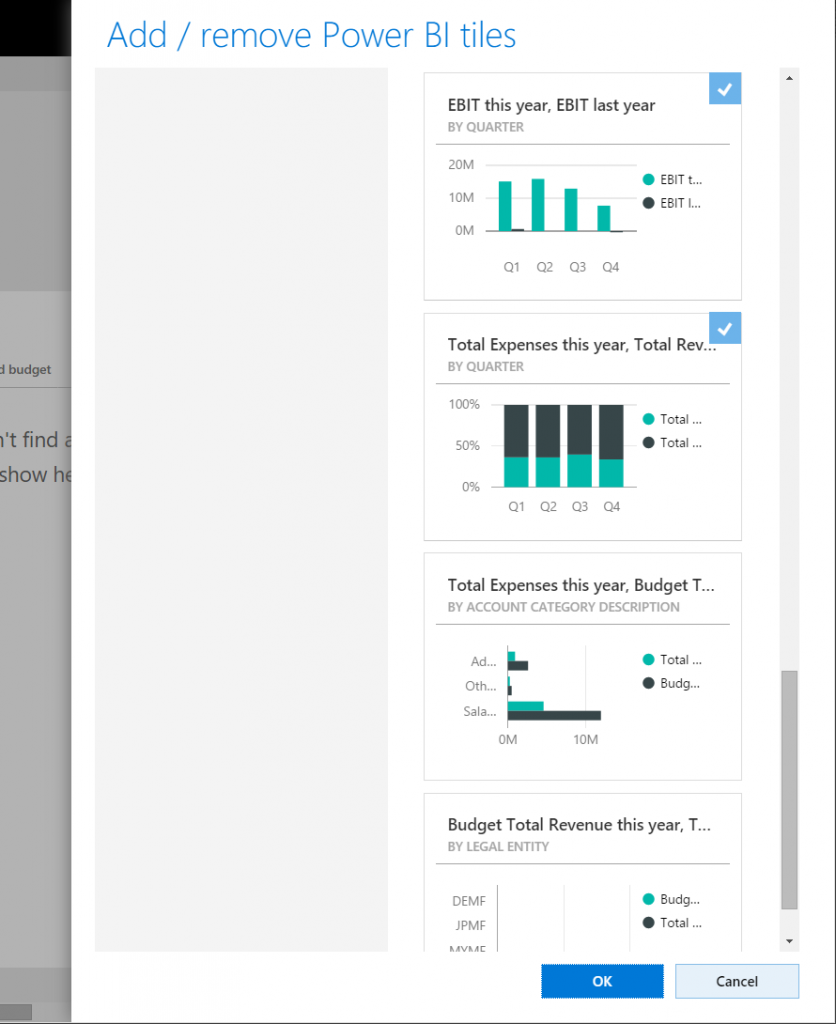 Add / remove Power BI tiles
EBIT this year, EBIT last year
BY QUARTER
20M
10M
0M
EBIT t...
EBIT l...
Q1 Q2 Q3 Q4
Total Expenses this year, Total Rev...
BY QUARTER
100%
50%
0%
Total ...
Total ...
Q1 Q2 Q3 Q4
d budget
n't find a
show he
Total Expenses this year, Budget T...
BY ACCOUNT CATEGORY DESCRIPTION
Ad...
Oth...
Sala...
0M 10M
Total ...
Budg...
Budget Total Revenue this year, T...
BY LEGAL ENTITY
DEMF
JPMF
MYMF
Budg...
Total ...
OK Cancel